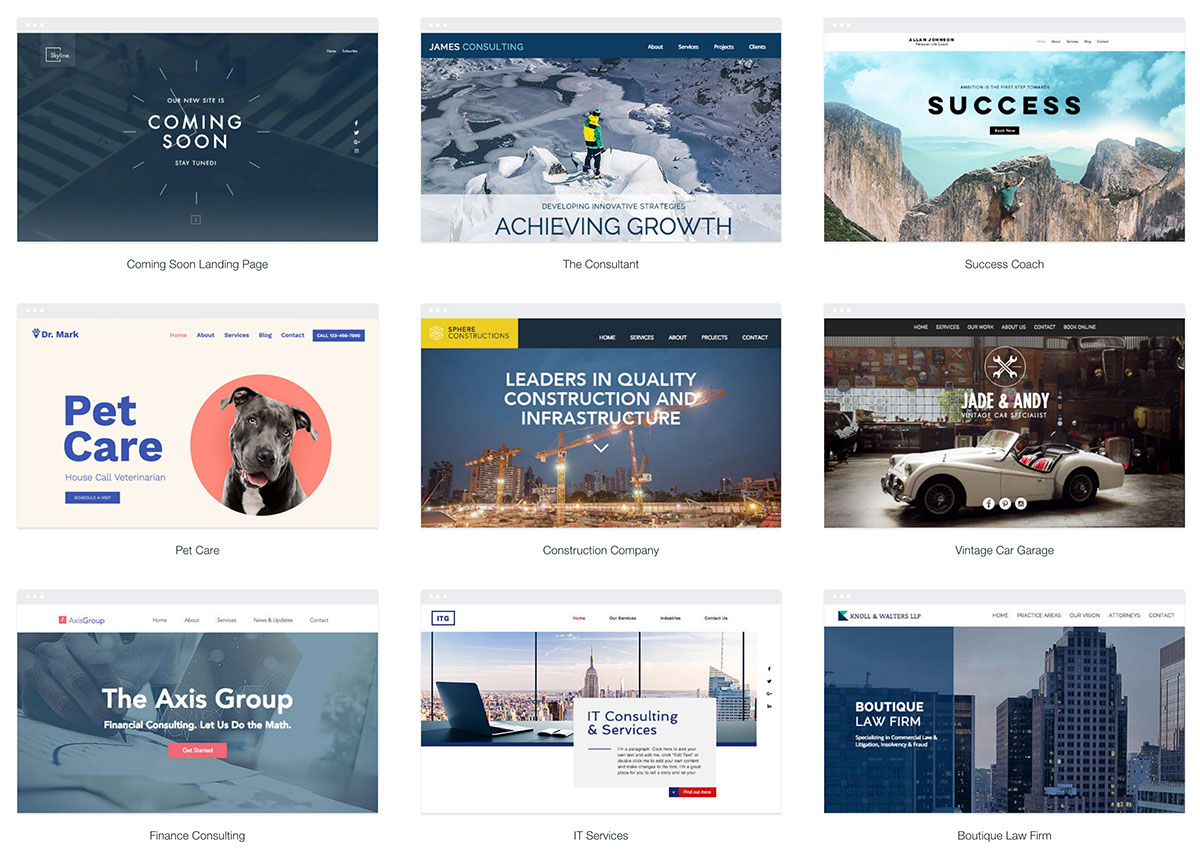 Skyline.
Home Subscribe
OUR NEW SITE IS
COMING
SOON
STAY TUNED!
Coming Soon Landing Page
JAMES CONSULTING
About Services Projects Clients
DEVELOPING INNOVATIVE STRATEGIES
ACHIEVING GROWTH
The Consultant
ALLAN JOHNSON
Personal Life Coach
Home About Services Blog Contact
AMBITION IS THE FIRST STEP TOWARDS
SUCCESS
Book Now
Success Coach
Dr. Mark
Home About Services Blog Contact CALL 123-456-7890
Pet
Care
House Call Veterinarian
SCHEDULE A VISIT
Pet Care
SPHERE
CONSTRUCTIONS
HOME SERVICES ABOUT PROJECTS CONTACT
LEADERS IN QUALITY
CONSTRUCTION AND
INFRASTRUCTURE
Construction Company
HOME SERVICES OUR WORK ABOUT US CONTACT BOOK ONLINE
JADE & ANDY
VINTAGE CAR SPECIALIST
Vintage Car Garage
AxisGroup
Home About Services News & Updates Contact
The Axis Group
Financial Consulting. Let Us Do the Math.
Get Started
Finance Consulting
ITG
Home Our Services Industries Contact Us
IT Consulting
& Services
I'm a paragraph. Click here to add your
own text and edit me. click "Edit Text" or
double click me to add your own content
and make changes to the font. I'm a great
place for you to tell a story and let your
Find out more
IT Services
KNOLL & WALTERS LLP
HOME PRACTICE AREAS OUR VISION ATTORNEYS CONTACT
BOUTIQUE
LAW FIRM
Specializing in Commercial Law &
Litigation, Insolvency & Fraud
Boutique Law Firm